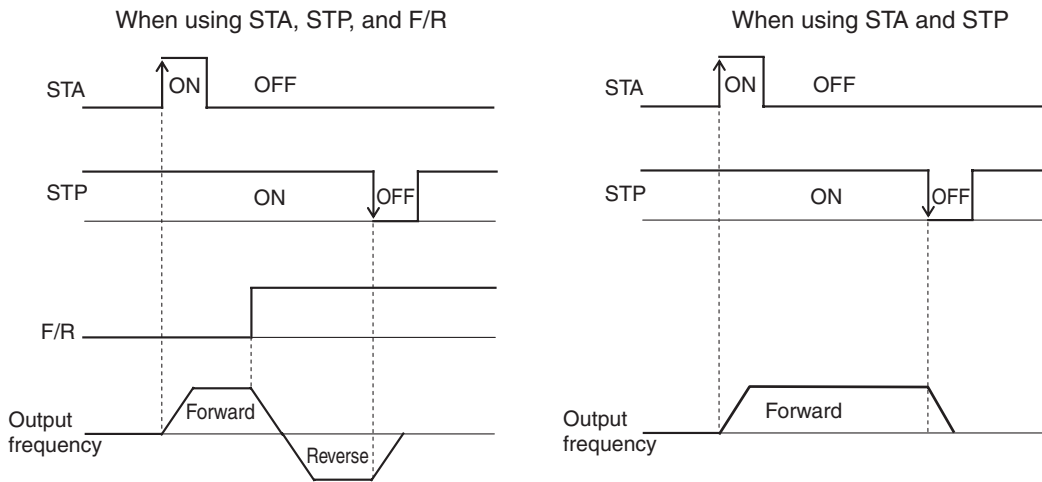 When using STA, STP, and F/R
STA
ON
OFF
STP
ON
OFF
F/R
Output
frequency
Forward
Reverse
When using STA and STP
STA
ON
OFF
STP
ON
OFF
Output
frequency
Forward